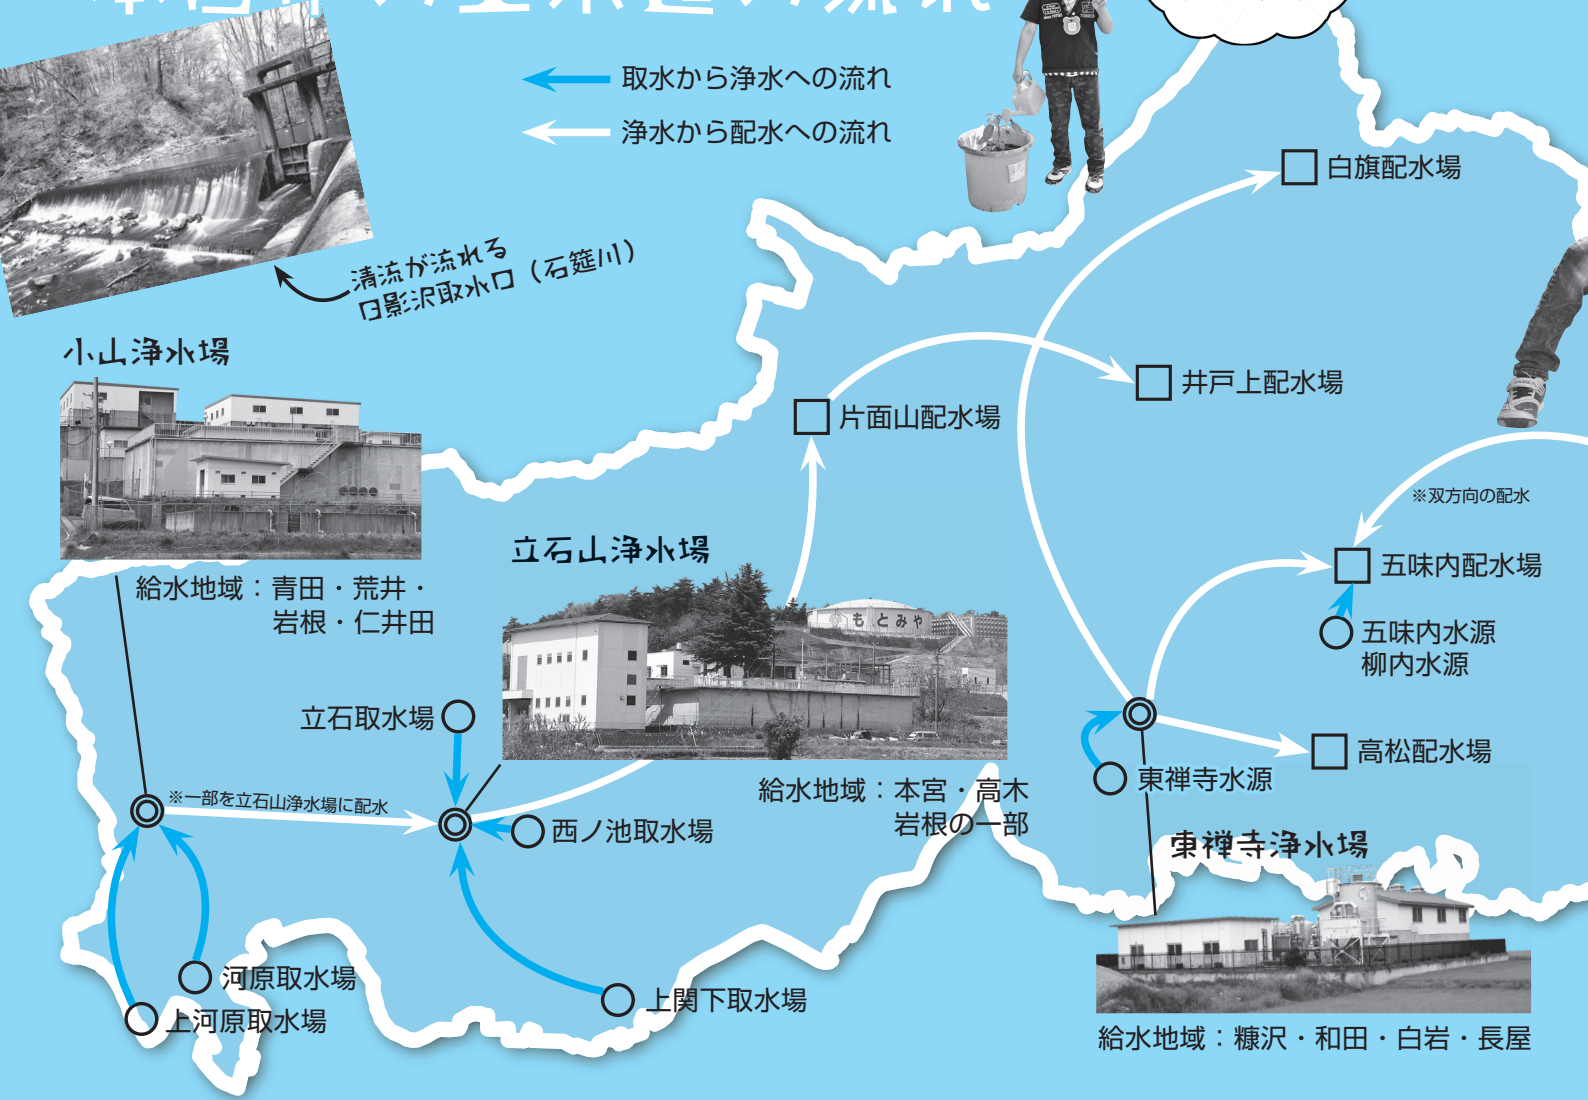 取水から浄水への流れ
浄水から配水への流れ
清流が流れる
日影沢取水口（石筵川）
小山浄水場
給水地域：青田・荒井・
岩根・仁井田
立石山浄水場
もとみや
給水地域：本宮・高木
岩根の一部
立石取水場
※一部を立石山浄水場に配水
西ノ池取水場
河原取水場
上河原取水場
上関下取水場
片面山配水場
井戸上配水場
白旗配水場
※双方向の配水
五味内配水場
五味内水源
柳内水源
高松配水場
東禅寺水源
東禅寺浄水場
給水地域：糠沢・和田・白岩・長屋